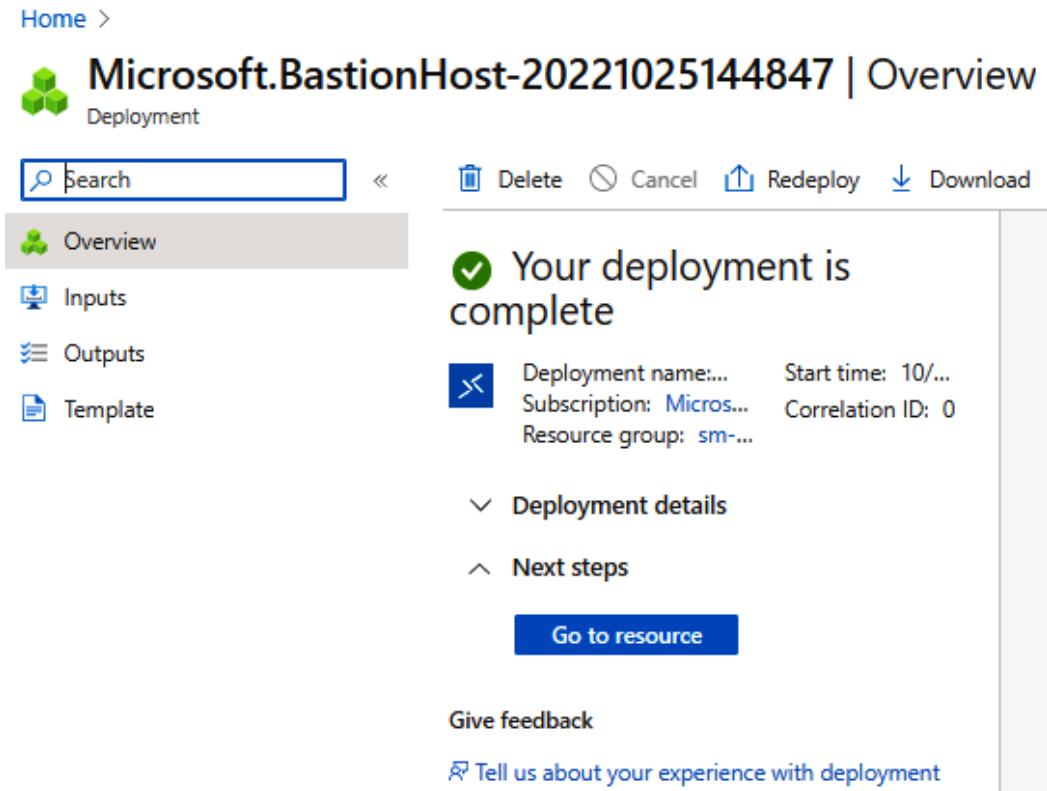 Home >
Microsoft.BastionHost-20221025144847 | Overview
Deployment
Search
«
Delete
Cancel
Redeploy
Download
Overview
Inputs
Outputs
Template
Your deployment is
complete
Deployment name:...
Subscription: Micros...
Resource group: sm-...
Start time: 10/...
Correlation ID: 0
Deployment details
Next steps
Go to resource
Give feedback
Tell us about your experience with deployment